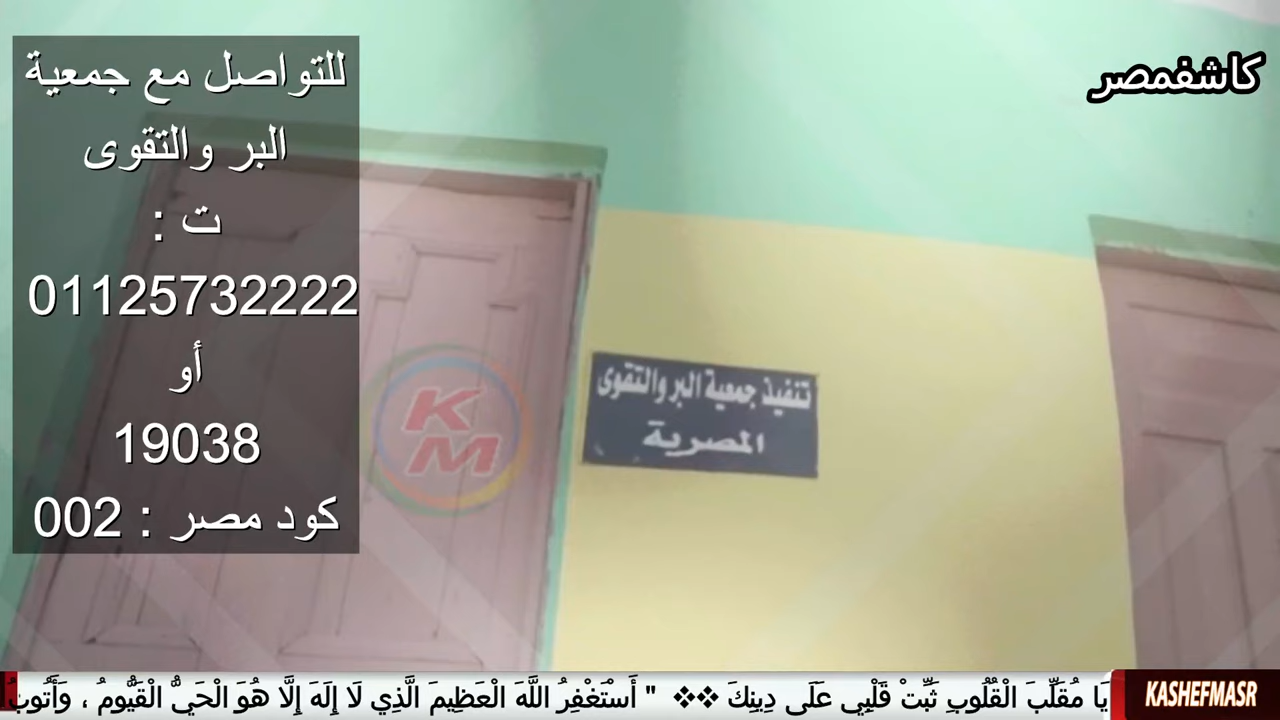 كاشفمصر
للتواصل مع جمعية
البر والتقوى
ت :
01125732222
أو
19038
كود مصر : 002
تنفيذ جمعية البر والتقوى
المصرية
KM
يَا مُقَلِّبَ الْقُلُوبِ ثَبِّتْ قَلْبِي عَلَى دِينِكَ ❖❖ " أَسْتَغْفِرُ اللَّهَ الْعَظِيمَ الَّذِي لَا إِلَهَ إِلَّا هُوَ الْحَيُّ الْقَيُّومُ ، وَأَتُوبُ
KASHEFMASR